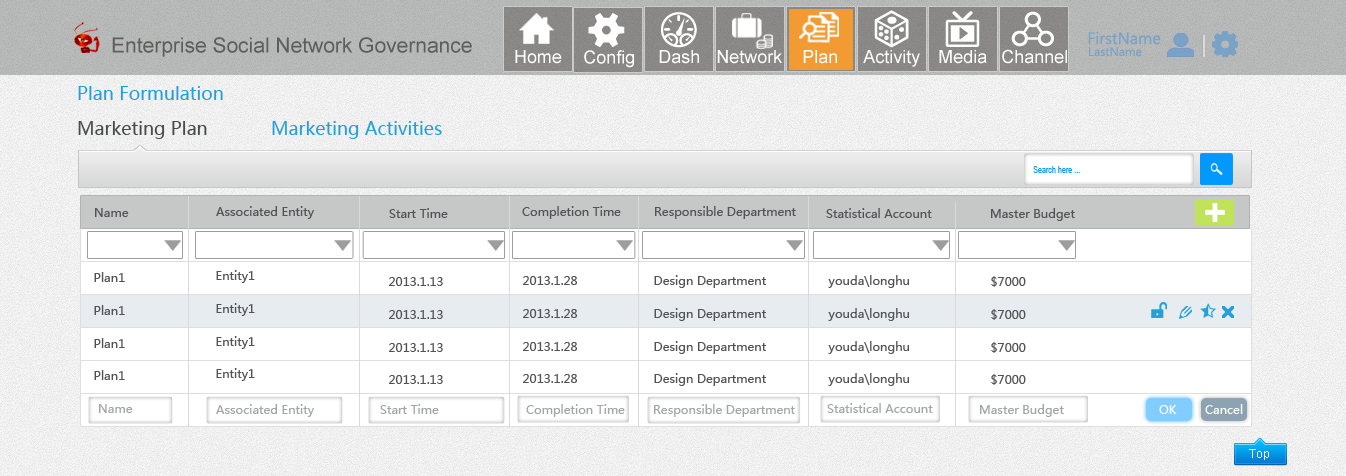 Enterprise Social Network Governance
Home Config Dash Network Plan Activity Media Channel
FirstName
LastName
Plan Formulation
Marketing Plan Marketing Activities
Search here ...
Name Associated Entity Start Time Completion Time Responsible Department Statistical Account Master Budget
Plan1 Entity1 2013.1.13 2013.1.28 Design Department youda\longhu $7000
Plan1 Entity1 2013.1.13 2013.1.28 Design Department youda\longhu $7000
Plan1 Entity1 2013.1.13 2013.1.28 Design Department youda\longhu $7000
Plan1 Entity1 2013.1.13 2013.1.28 Design Department youda\longhu $7000
Name Associated Entity Start Time Completion Time Responsible Department Statistical Account Master Budget OK Cancel
Top